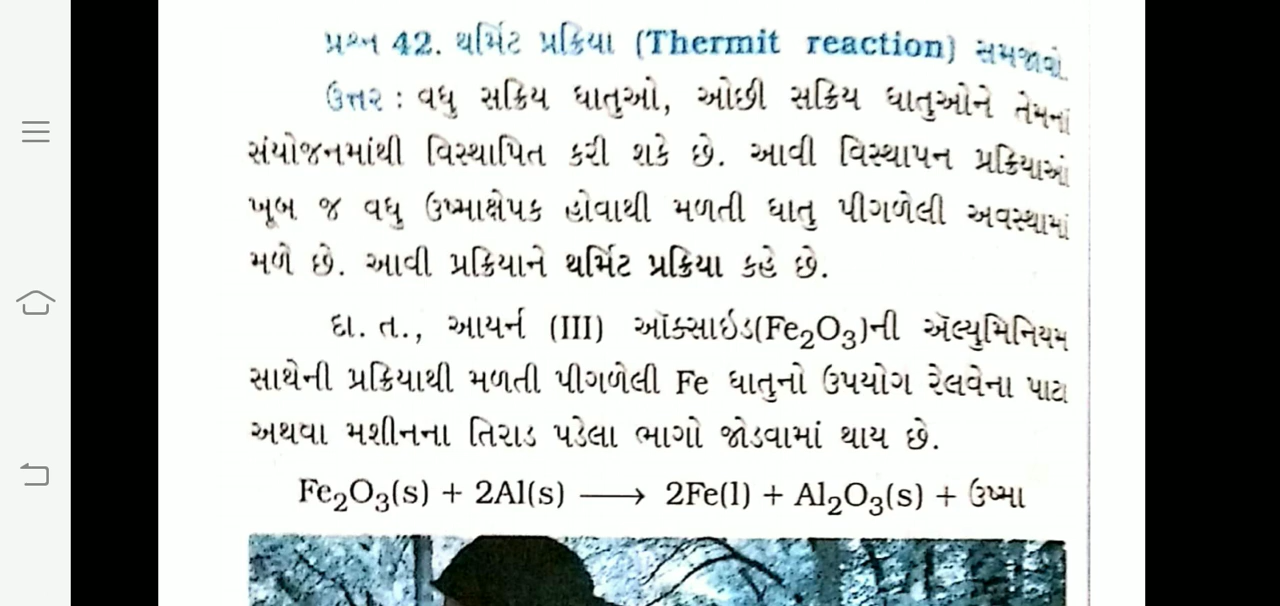 પ્રશ્ન 42. થર્મિટ પ્રક્રિયા (Thermit reaction) સમજાવો.
ઉત્તર : વધુ સક્રિય ધાતુઓ, ઓછી સક્રિય ધાતુઓને તેમનાં
સંયોજનમાંથી વિસ્થાપિત કરી શકે છે. આવી વિસ્થાપન પ્રક્રિયાઓ
ખૂબ જ વધુ ઉષ્માક્ષેપક હોવાથી મળતી ધાતુ પીગળેલી અવસ્થામાં
મળે છે. આવી પ્રક્રિયાને થર્મિટ પ્રક્રિયા કહે છે.
દા. ત., આયર્ન (III) ઑક્સાઇડ(Fe₂O₃)ની ઍલ્યુમિનિયમ
સાથેની પ્રક્રિયાથી મળતી પીગળેલી Fe ધાતુનો ઉપયોગ રેલવેના પાટા
અથવા મશીનના તિરાડ પડેલા ભાગો જોડવામાં થાય છે.
Fe₂O₃(s) + 2Al(s) ⟶ 2Fe(l) + Al₂O₃(s) + ઉષ્મા